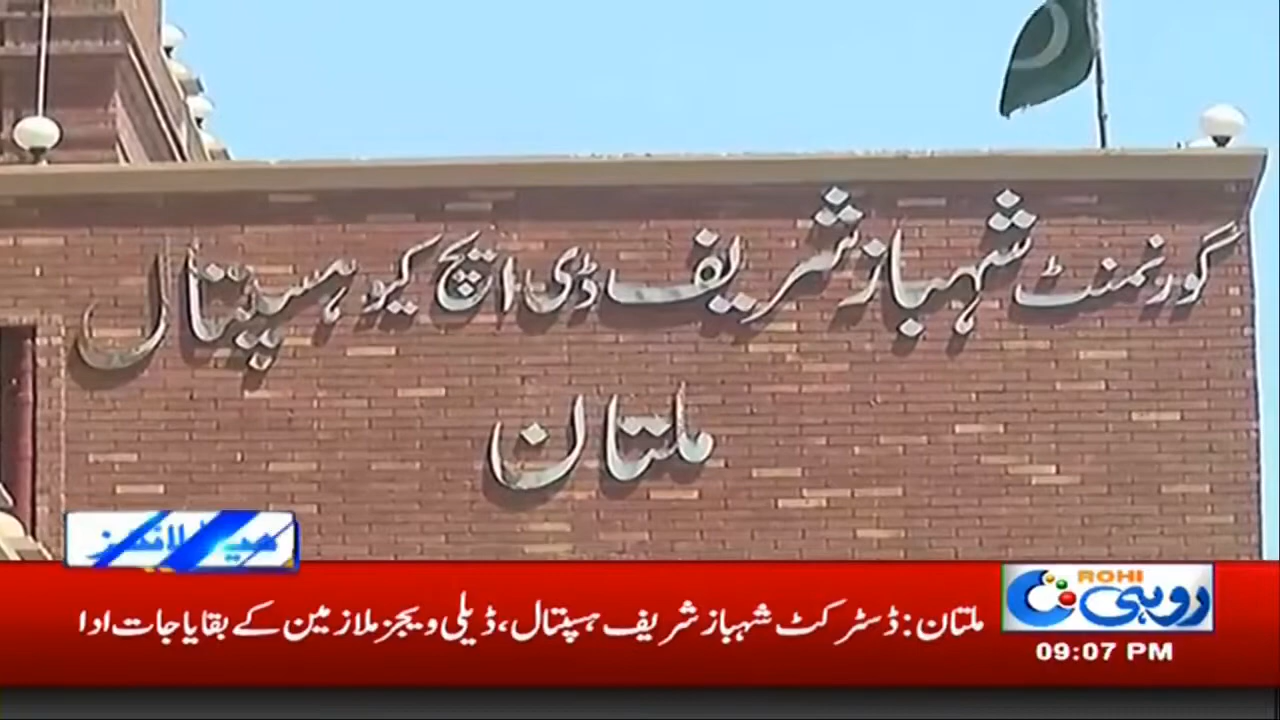 گورنمنٹ شہباز شریف ڈی ایچ کیو ہسپتال
ملتان
ہیڈلائنز
ROHI
روہی
ملتان: ڈسٹرکٹ شہباز شریف ہسپتال، ڈیلی ویجز ملازمین کے بقایاجات ادا
09:07 PM